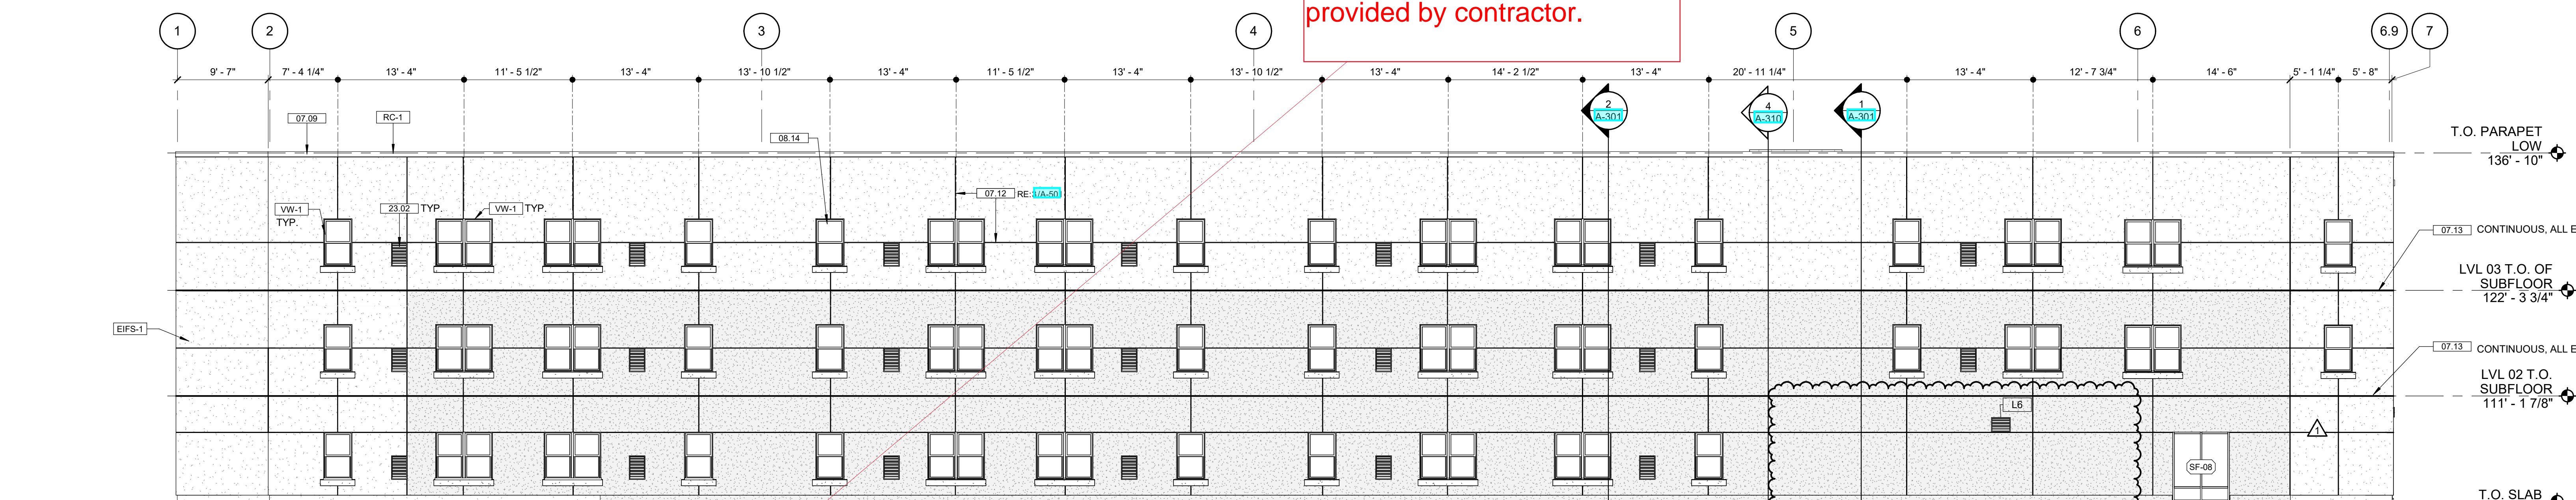 provided by contractor.
1
2
3
4
5
6
6.9
7
9' - 7"
7' - 4 1/4"
13' - 4"
11' - 5 1/2"
13' - 4"
13' - 10 1/2"
13' - 4"
11' - 5 1/2"
13' - 4"
13' - 10 1/2"
13' - 4"
14' - 2 1/2"
13' - 4"
20' - 11 1/4"
13' - 4"
12' - 7 3/4"
14' - 6"
5' - 1 1/4"
5' - 8"
2
A-301
4
A-310
1
A-301
07.09
RC-1
08.14
T.O. PARAPET
LOW
136' - 10"
07.12 RE:
/A-501
VW-1
TYP.
23.02 TYP.
VW-1 TYP.
07.13 CONTINUOUS, ALL E
LVL 03 T.O. OF
SUBFLOOR
122' - 3 3/4"
EIFS-1
07.13 CONTINUOUS, ALL E
LVL 02 T.O.
SUBFLOOR
111' - 1 7/8"
L6
1
SF-08
T.O. SLAB